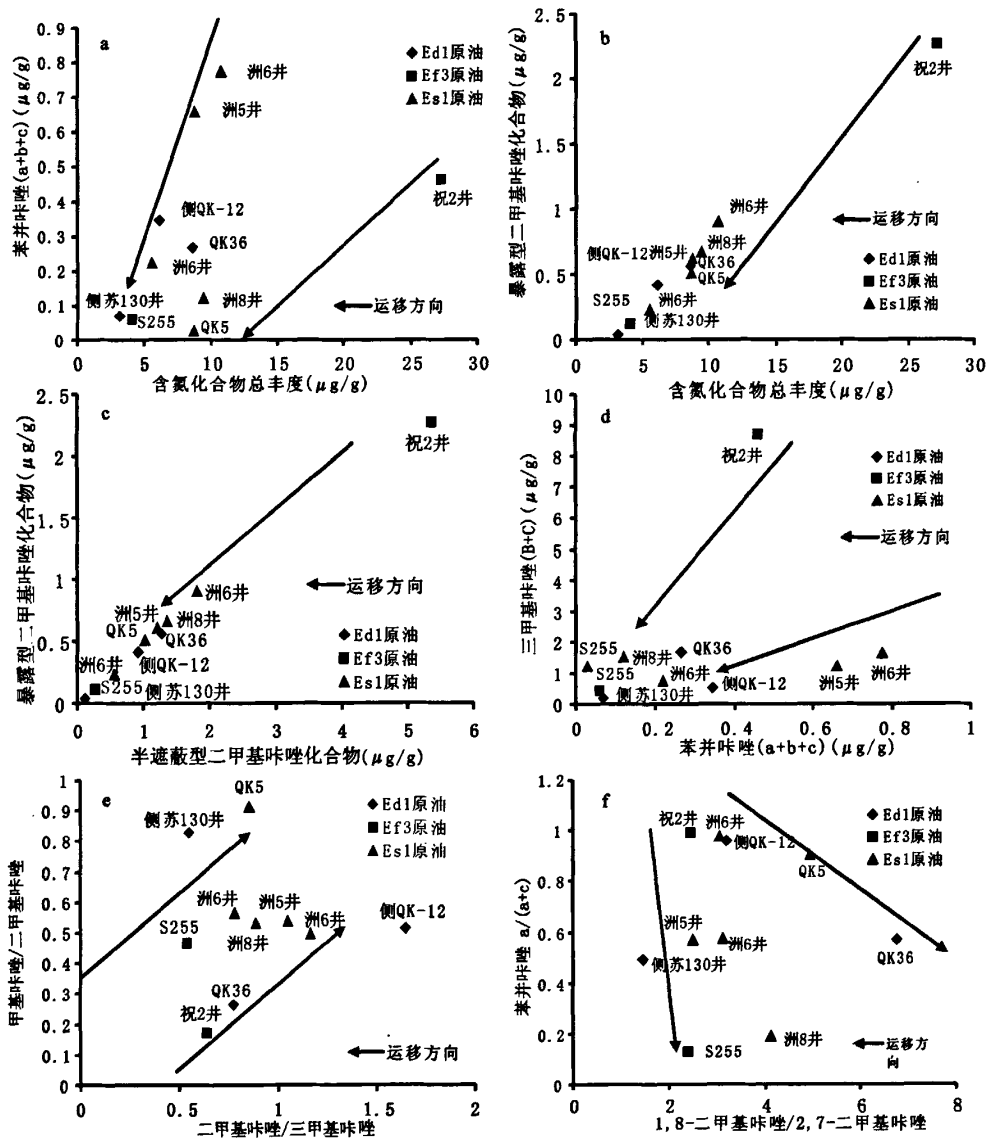 a
苯并咔唑(a+b+c)(μg/g)
0.9
0.8
0.7
0.6
0.5
0.4
0.3
0.2
0.1
0
◆Ed1原油
■Ef3原油
▲Es1原油
洲6井
洲5井
祝2井
侧QK-12
QK36
洲6井
侧苏130井
洲8井
S255
QK5
←运移方向
0 5 10 15 20 25 30
含氮化合物总丰度(μg/g)
b
暴露型二甲基咔唑化合物(μg/g)
2.5
2
1.5
1
0.5
0
祝2井
洲6井
←运移方向
侧QK-12
洲5井
洲8井
QK36
QK5
◆Ed1原油
■Ef3原油
▲Es1原油
S255
洲6井
侧苏130井
0 5 10 15 20 25 30
含氮化合物总丰度(μg/g)
c
暴露型二甲基咔唑化合物(μg/g)
2.5
2
1.5
1
0.5
0
祝2井
←运移方向
洲6井
洲5井
洲8井
QK5
QK36
侧QK-12
洲6井
S255
侧苏130井
◆Ed1原油
■Ef3原油
▲Es1原油
0 1 2 3 4 5 6
半遮蔽型二甲基咔唑化合物(μg/g)
d
三甲基咔唑(B+C)(μg/g)
10
9
8
7
6
5
4
3
2
1
0
祝2井
◆Ed1原油
■Ef3原油
▲Es1原油
←运移方向
S255
洲8井
QK36
S255
洲6井
侧苏130井
侧QK-12
洲5井
洲6井
0 0.2 0.4 0.6 0.8 1
苯并咔唑(a+b+c)(μg/g)
e
甲基咔唑/二甲基咔唑
1
0.9
0.8
0.7
0.6
0.5
0.4
0.3
0.2
0.1
0
QK5
侧苏130井
◆Ed1原油
■Ef3原油
▲Es1原油
洲6井
洲5井
洲6井
侧QK-12
S255
洲8井
QK36
祝2井
←运移方向
0 0.5 1 1.5 2
二甲基咔唑/三甲基咔唑
f
苯并咔唑 a/(a+c)
1.2
1
0.8
0.6
0.4
0.2
0
祝2井
洲6井
侧QK-12
QK5
◆Ed1原油
■Ef3原油
▲Es1原油
洲5井
洲6井
侧苏130井
QK36
S255
洲8井
←运移方
向
0 2 4 6 8
1,8-二甲基咔唑/2,7-二甲基咔唑